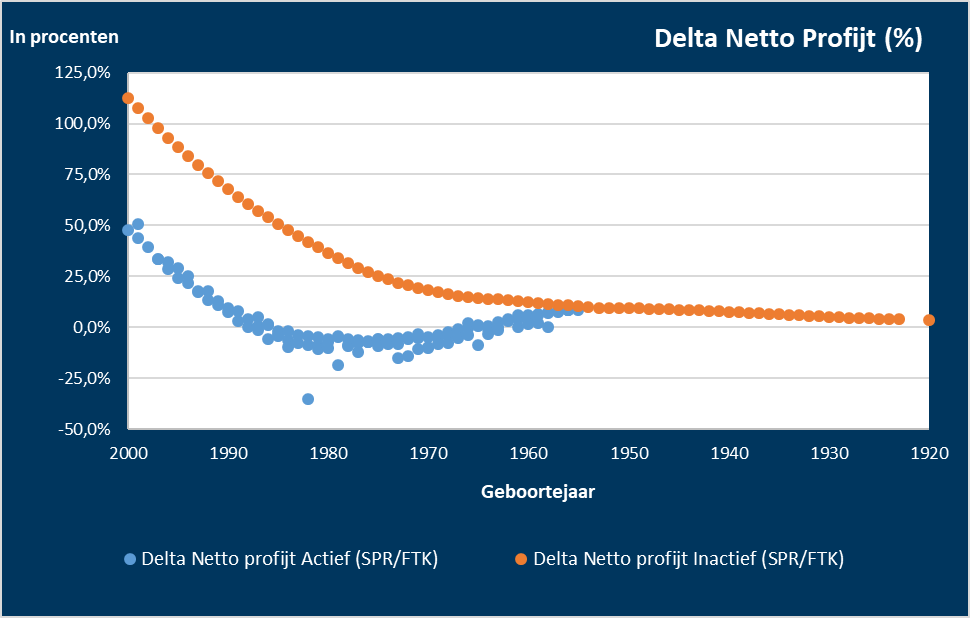 In procenten
Delta Netto Profijt (%)
125,0%
100,0%
75,0%
50,0%
25,0%
0,0%
-25,0%
-50,0%
2000 1990 1980 1970 1960 1950 1940 1930 1920
Geboortejaar
Delta Netto profijt Actief (SPR/FTK) Delta Netto profijt Inactief (SPR/FTK)